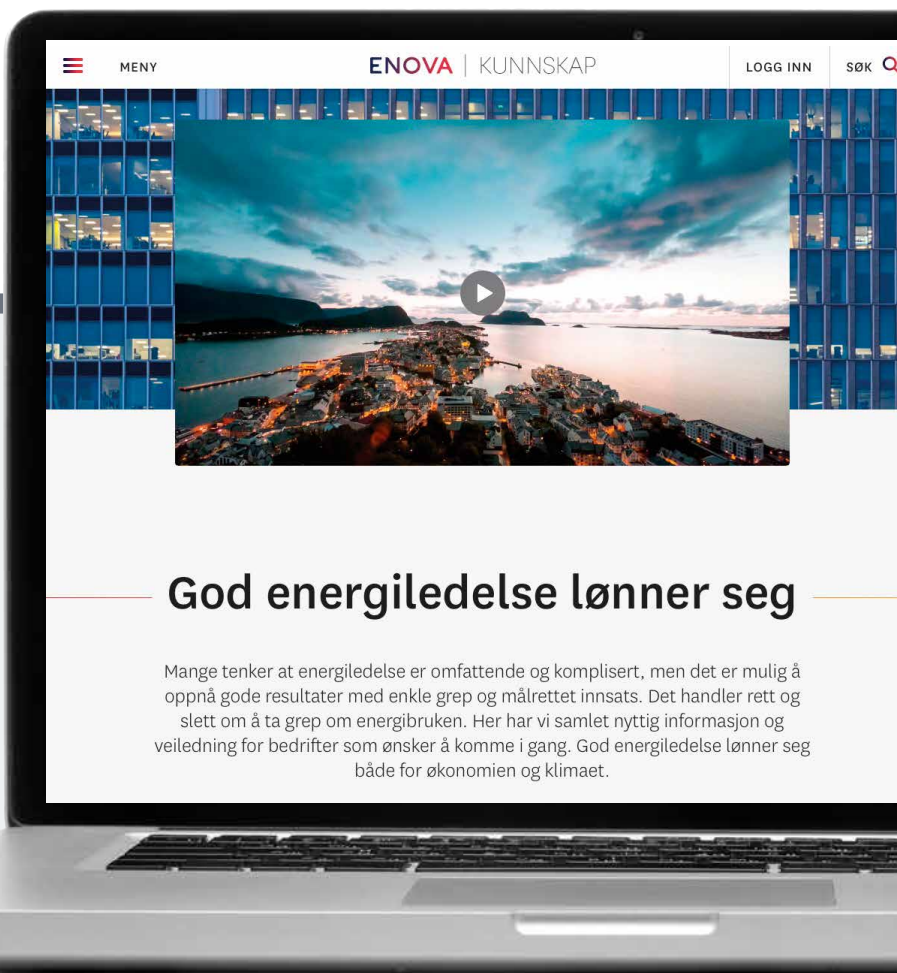 MENY
ENOVA | KUNNSKAP
LOGG INN
SØK
God energiledelse lønner seg
Mange tenker at energiledelse er omfattende og komplisert, men det er mulig å
oppnå gode resultater med enkle grep og målrettet innsats. Det handler rett og
slett om å ta grep om energibruken. Her har vi samlet nyttig informasjon og
veiledning for bedrifter som ønsker å komme i gang. God energiledelse lønner seg
både for økonomien og klimaet.